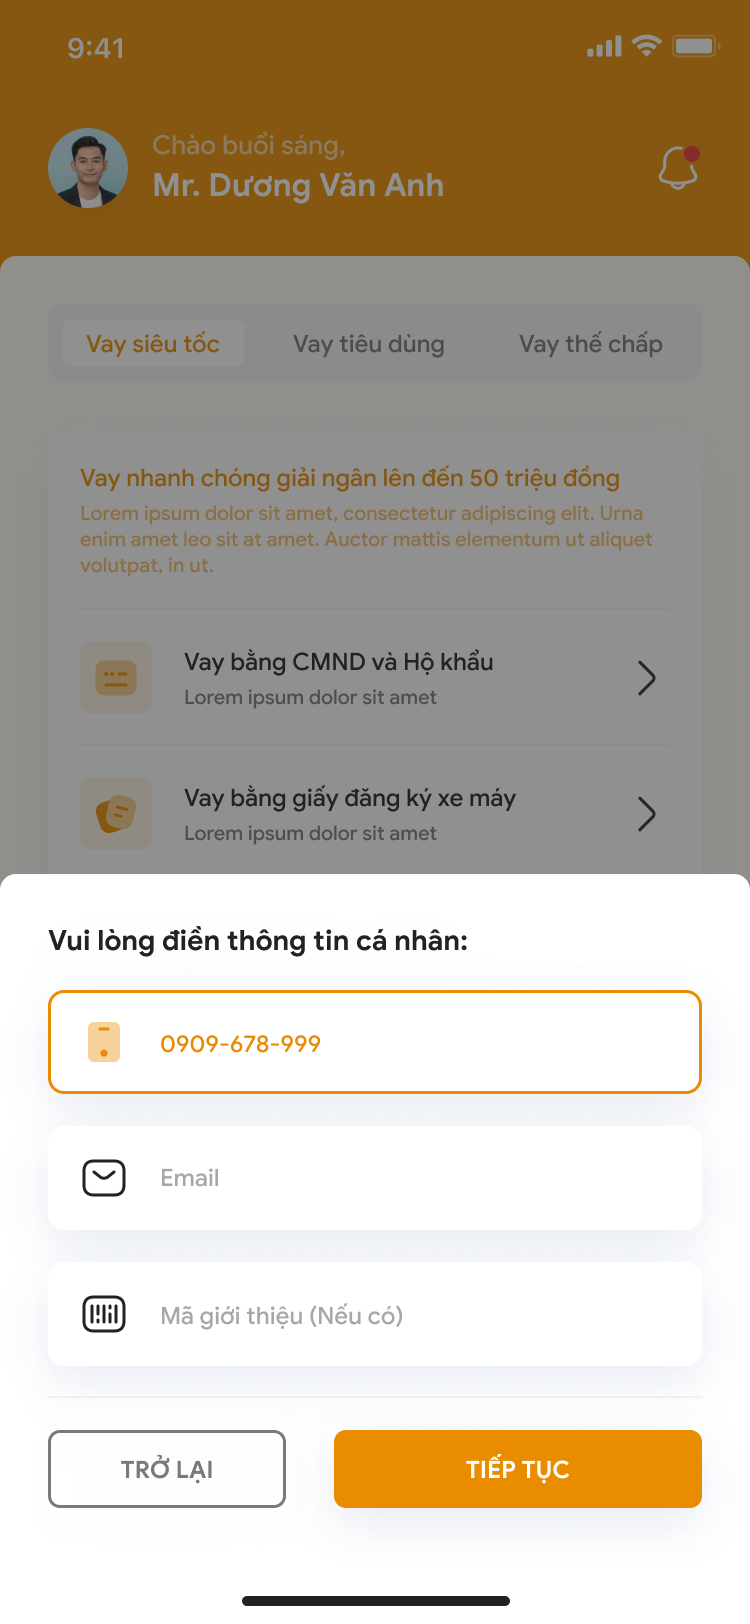 9:41
Chào buổi sáng,
Mr. Dương Văn Anh
Vay siêu tốc
Vay tiêu dùng
Vay thế chấp
Vay nhanh chóng giải ngân lên đến 50 triệu đồng
Lorem ipsum dolor sit amet, consectetur adipiscing elit. Urna
enim amet leo sit at amet. Auctor mattis elementum ut aliquet
volutpat, in ut.
Vay bằng CMND và Hộ khẩu
Lorem ipsum dolor sit amet
Vay bằng giấy đăng ký xe máy
Lorem ipsum dolor sit amet
Vui lòng điền thông tin cá nhân:
0909-678-999
Email
Mã giới thiệu (Nếu có)
TRỞ LẠI
TIẾP TỤC